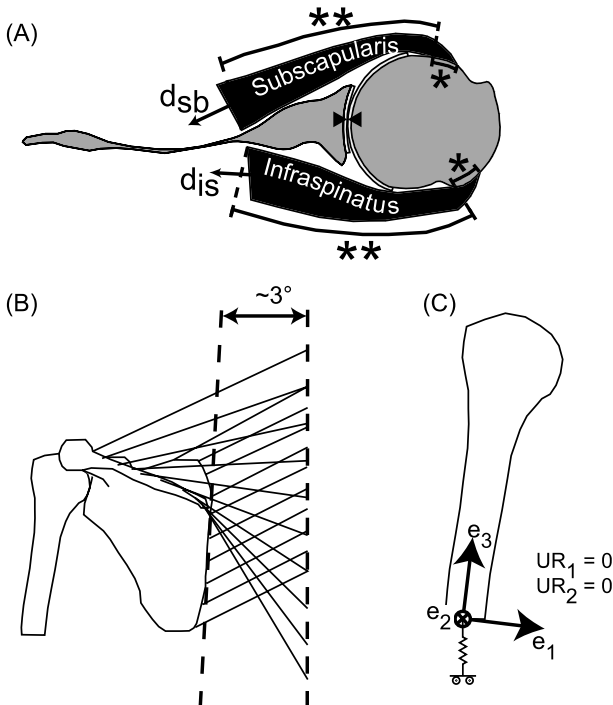 (A)
**
Subscapularis
*
dsb
*
dis
Infraspinatus
**
(B)
~3°
(C)
e3
UR1 = 0
UR2 = 0
e2
e1